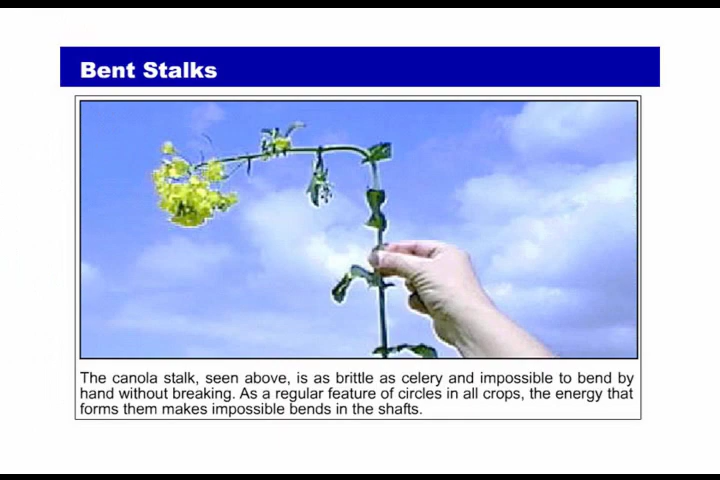 Bent Stalks
The canola stalk, seen above, is as brittle as celery and impossible to bend by
hand without breaking. As a regular feature of circles in all crops, the energy that
forms them makes impossible bends in the shafts.